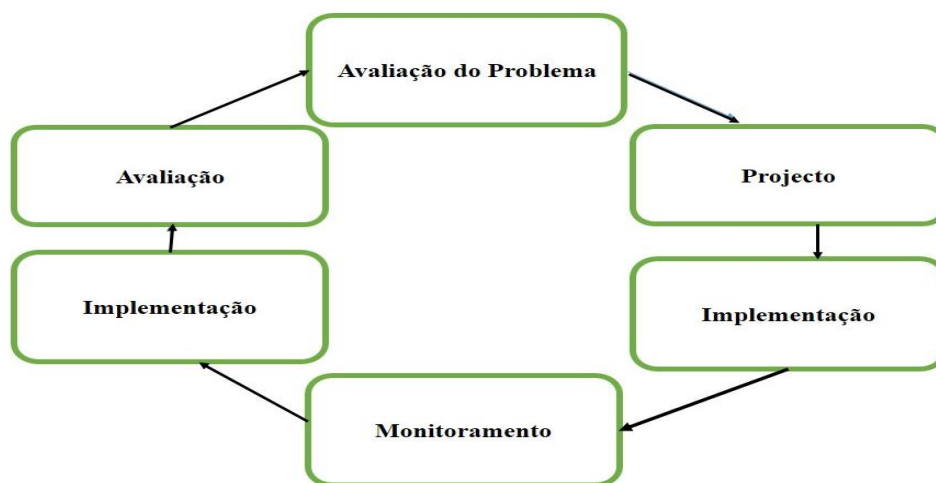 Avaliação do Problema
Projecto
Implementação
Monitoramento
Implementação
Avaliação